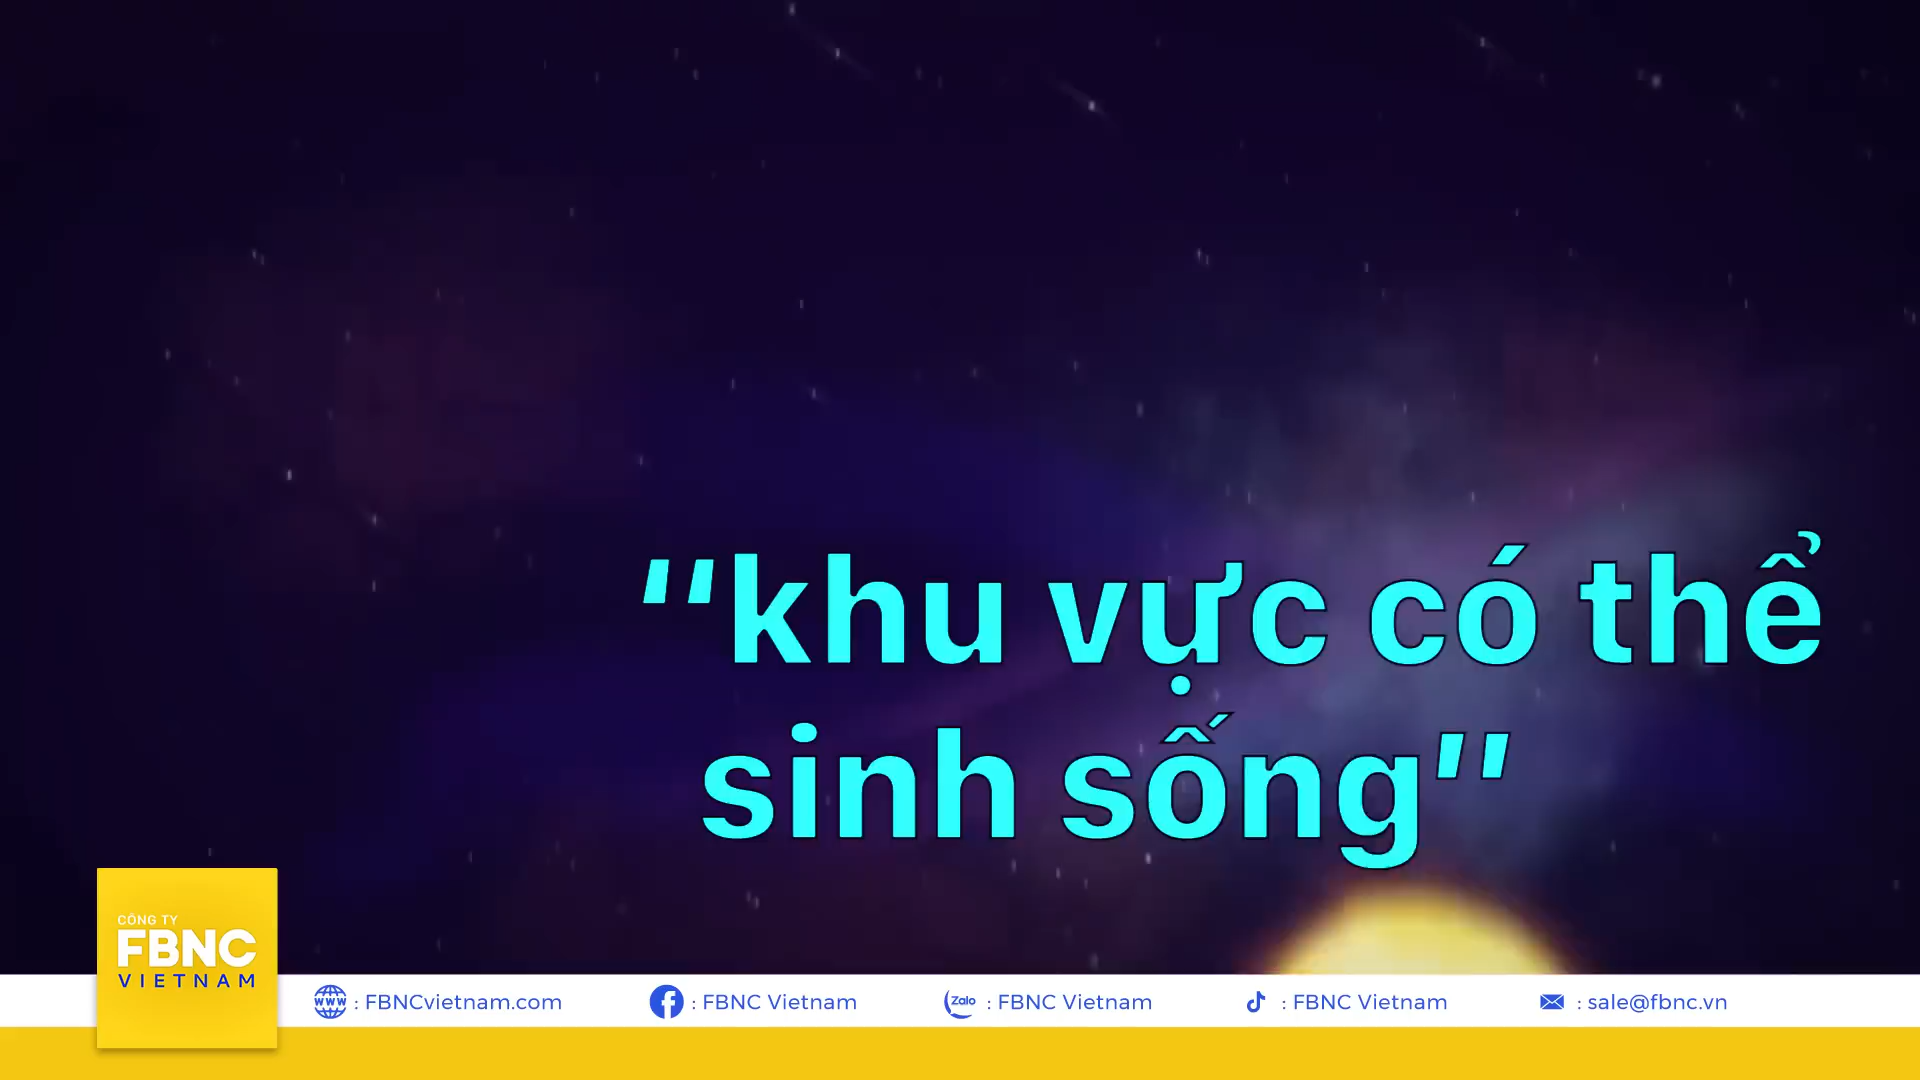 "khu vực có thể
sinh sống"
CÔNG TY
FBNC
VIETNAM
www : FBNCvietnam.com
: FBNC Vietnam
Zalo : FBNC Vietnam
: FBNC Vietnam
: sale@fbnc.vn